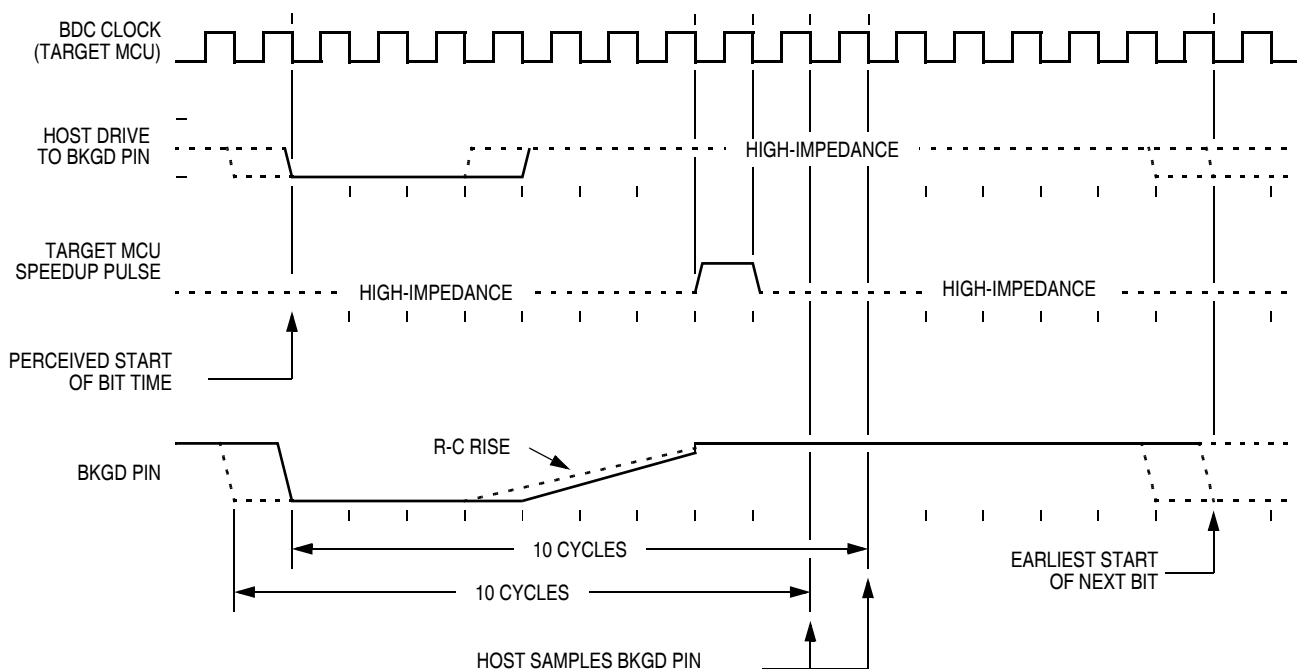 BDC CLOCK
(TARGET MCU)
HOST DRIVE
TO BKGD PIN
HIGH-IMPEDANCE
TARGET MCU
SPEEDUP PULSE
HIGH-IMPEDANCE
HIGH-IMPEDANCE
PERCEIVED START
OF BIT TIME
R-C RISE
BKGD PIN
10 CYCLES
EARLIEST START
OF NEXT BIT
10 CYCLES
HOST SAMPLES BKGD PIN